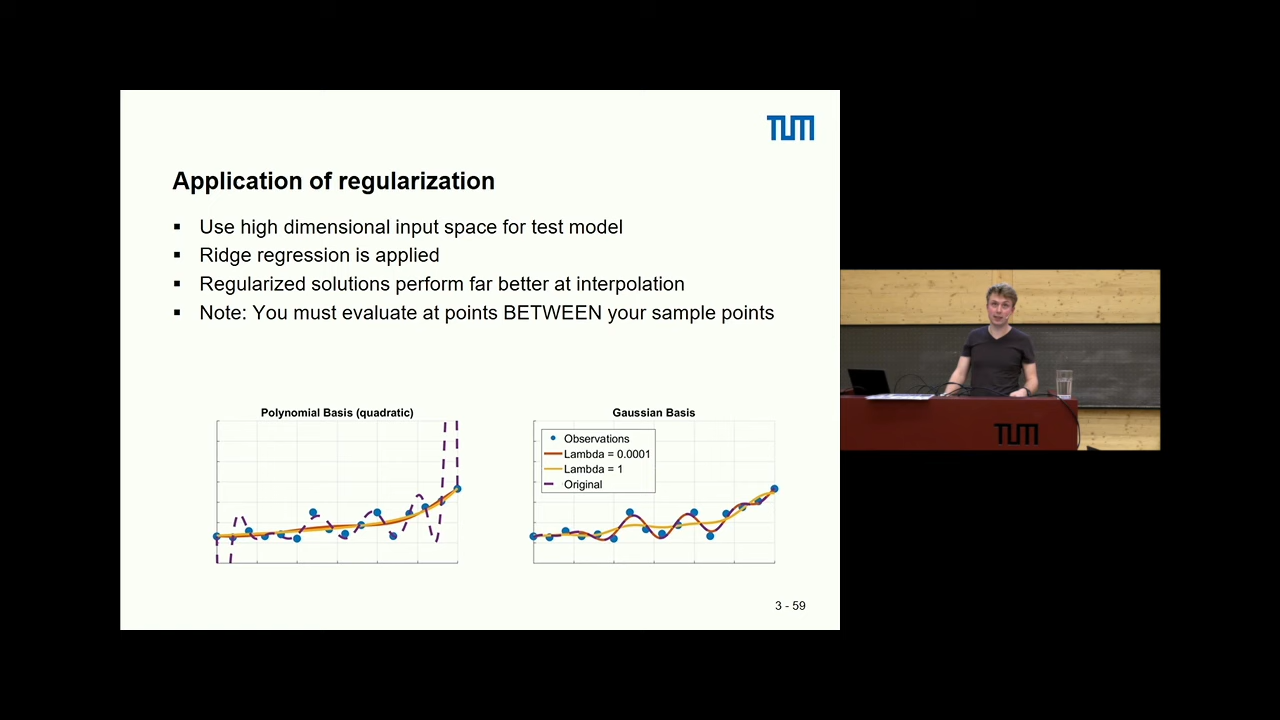 TUM
Application of regularization
▪ Use high dimensional input space for test model
▪ Ridge regression is applied
▪ Regularized solutions perform far better at interpolation
▪ Note: You must evaluate at points BETWEEN your sample points
Polynomial Basis (quadratic)
Gaussian Basis
Observations
Lambda = 0.0001
Lambda = 1
Original
3 - 59
TUM